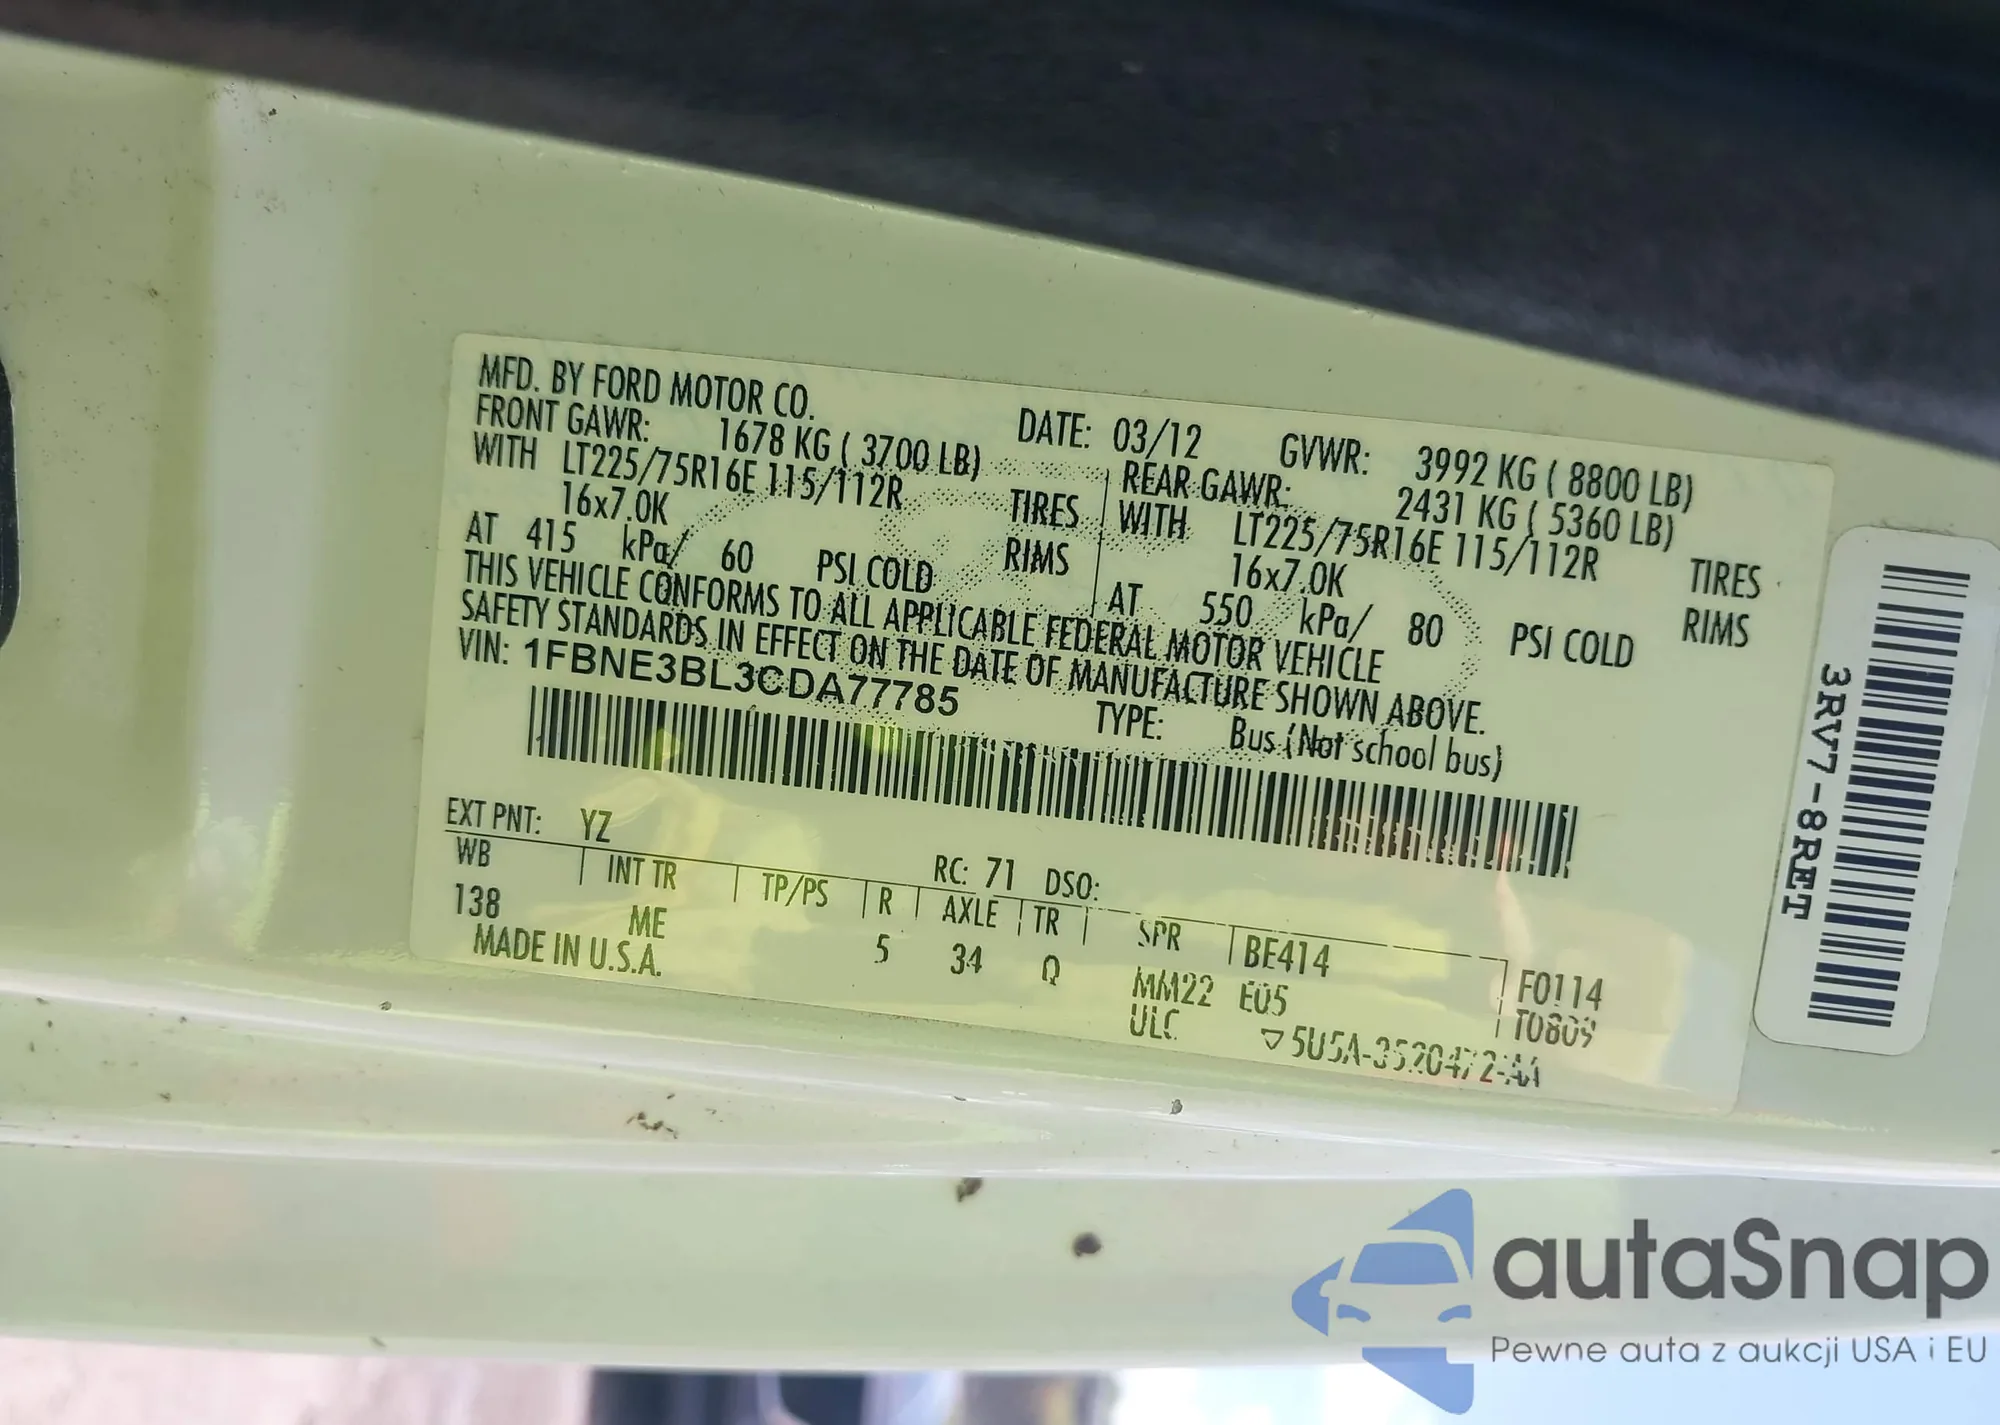 MFD. BY FORD MOTOR CO.
DATE: 03/12 GVWR: 3992 KG ( 8800 LB)
FRONT GAWR: 1678 KG ( 3700 LB)
WITH LT225/75R16E 115/112R TIRES
16x7.0K RIMS
AT 415 kPa/ 60 PSI COLD
REAR GAWR: 2431 KG ( 5360 LB)
WITH LT225/75R16E 115/112R TIRES
16x7.0K RIMS
AT 550 kPa/ 80 PSI COLD
THIS VEHICLE CONFORMS TO ALL APPLICABLE FEDERAL MOTOR VEHICLE
SAFETY STANDARDS IN EFFECT ON THE DATE OF MANUFACTURE SHOWN ABOVE.
VIN: 1FBNE3BL3CDA77785
TYPE: Bus (Not school bus)
EXT PNT: YZ RC: 71 DSO:
WB INT TR TP/PS R AXLE TR SPR BE414 F0114
138 ME 5 34 Q MM22 E05 T0809
MADE IN U.S.A. ULC ▽5U5A-3520472-AA
3RV7-8RET
autaSnap
Pewne auta z aukcji USA i EU